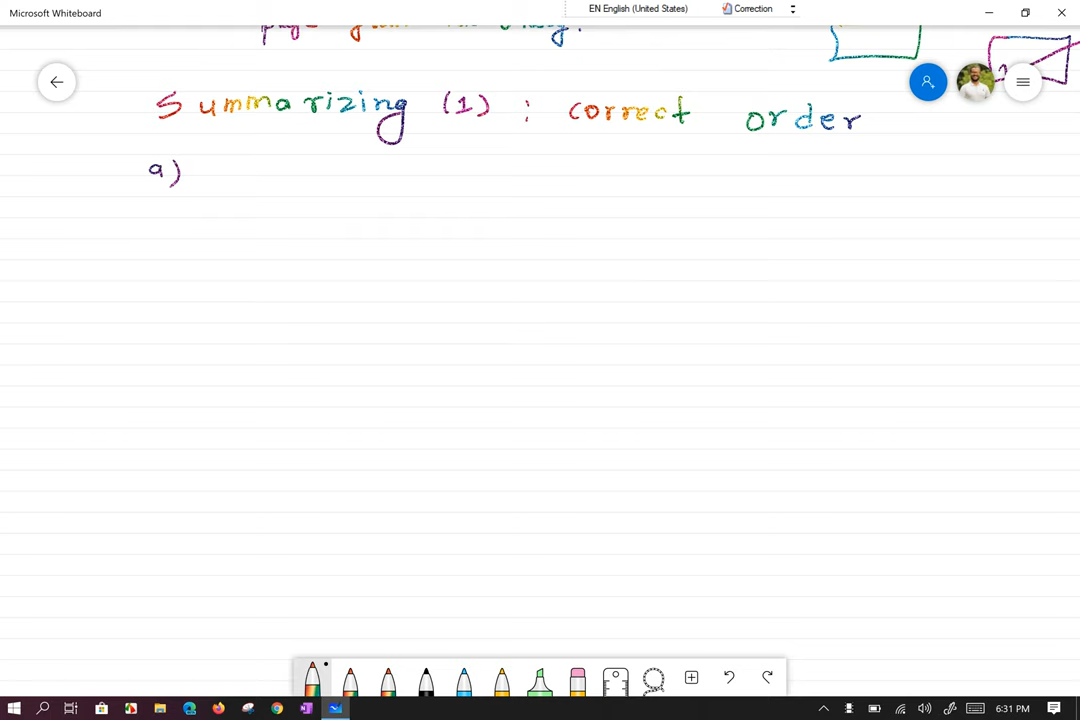 Microsoft Whiteboard
EN English (United States) Correction
Summarizing (1) : correct order
a)
6:31 PM